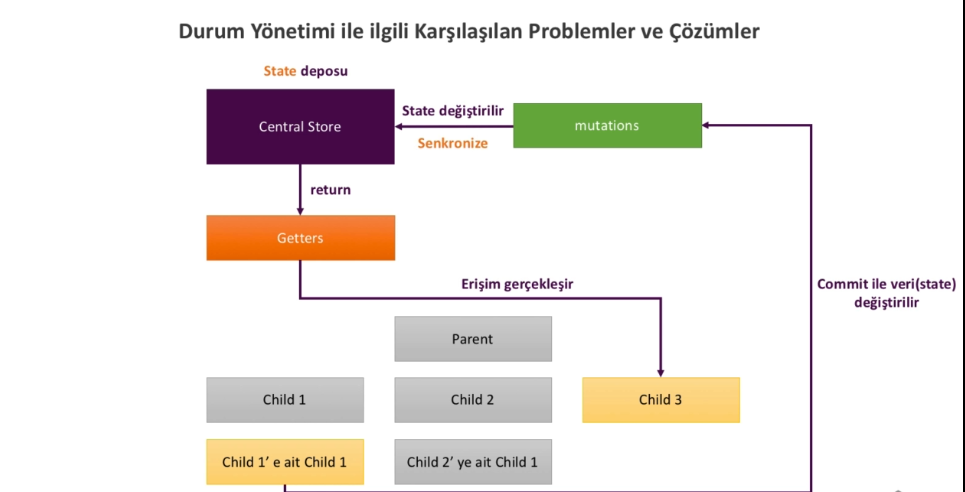 Durum Yönetimi ile ilgili Karşılaşılan Problemler ve Çözümler
State deposu
Central Store
State değiştirilir
Senkronize
mutations
return
Getters
Erişim gerçekleşir
Commit ile veri(state)
değiştirilir
Parent
Child 1
Child 2
Child 3
Child 1’ e ait Child 1
Child 2’ ye ait Child 1